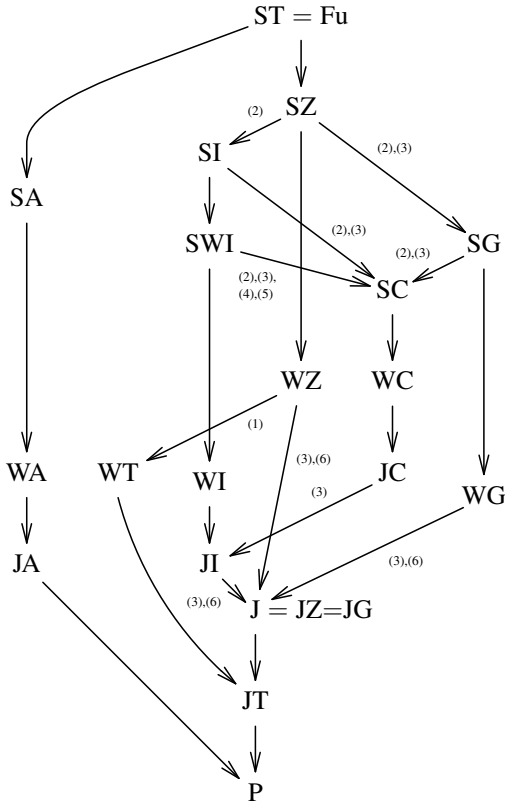 ST = Fu
SZ
(2)
SI
(2),(3)
SA
(2),(3)
SWI
SG
(2),(3)
(2),(3),
(4),(5)
SC
WZ
WC
(1)
WA
WT
WI
(3),(6)
JC
(3)
WG
JA
JI
(3),(6)
(3),(6)
J = JZ=JG
JT
P